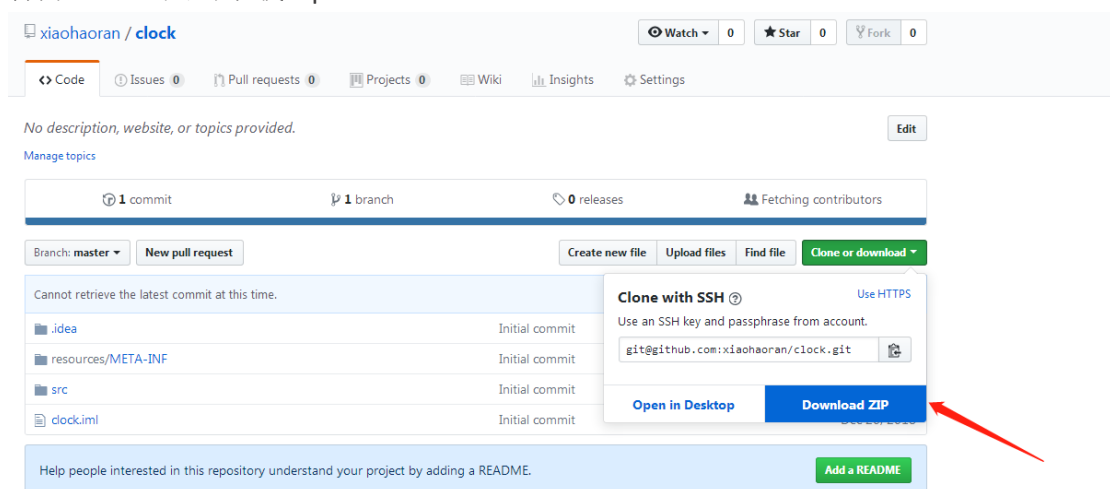 xiaohaoran / clock
Watch 0 Star 0 Fork 0
Code Issues 0 Pull requests 0 Projects 0 Wiki Insights Settings
No description, website, or topics provided. Edit
Manage topics
1 commit 1 branch 0 releases Fetching contributors
Branch: master New pull request Create new file Upload files Find file Clone or download
Cannot retrieve the latest commit at this time.
Clone with SSH Use HTTPS
Use an SSH key and passphrase from account.
.idea Initial commit
git@github.com:xiaohaoran/clock.git
resources/META-INF Initial commit
src Initial commit
Open in Desktop Download ZIP
clock.iml Initial commit
Help people interested in this repository understand your project by adding a README. Add a README